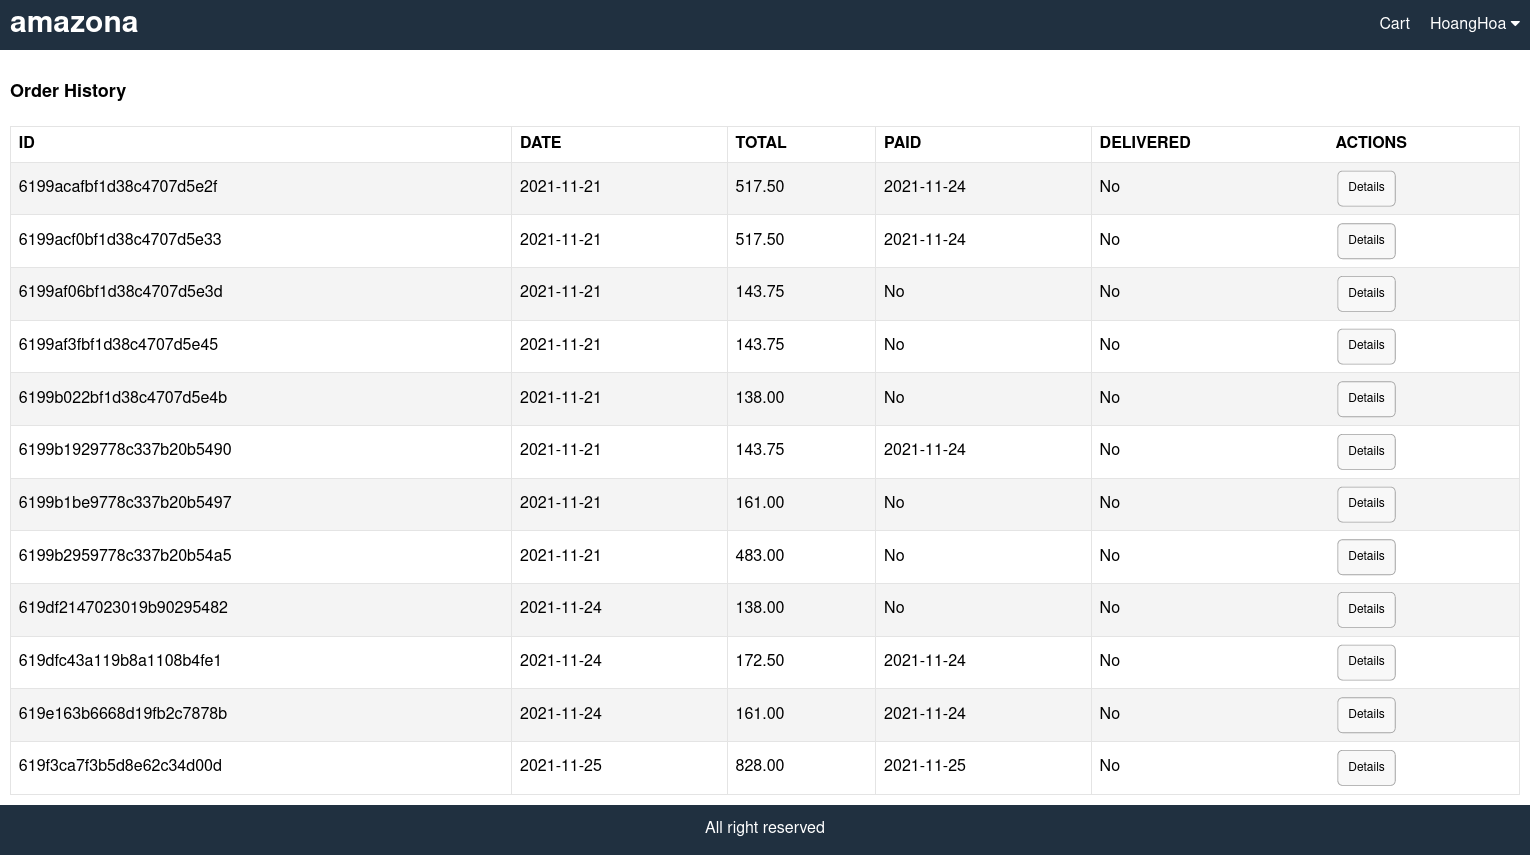 amazona Cart HoangHoa
Order History
ID DATE TOTAL PAID DELIVERED ACTIONS
6199acafbf1d38c4707d5e2f 2021-11-21 517.50 2021-11-24 No Details
6199acf0bf1d38c4707d5e33 2021-11-21 517.50 2021-11-24 No Details
6199af06bf1d38c4707d5e3d 2021-11-21 143.75 No No Details
6199af3fbf1d38c4707d5e45 2021-11-21 143.75 No No Details
6199b022bf1d38c4707d5e4b 2021-11-21 138.00 No No Details
6199b1929778c337b20b5490 2021-11-21 143.75 2021-11-24 No Details
6199b1be9778c337b20b5497 2021-11-21 161.00 No No Details
6199b2959778c337b20b54a5 2021-11-21 483.00 No No Details
619df2147023019b90295482 2021-11-24 138.00 No No Details
619dfc43a119b8a1108b4fe1 2021-11-24 172.50 2021-11-24 No Details
619e163b6668d19fb2c7878b 2021-11-24 161.00 2021-11-24 No Details
619f3ca7f3b5d8e62c34d00d 2021-11-25 828.00 2021-11-25 No Details
All right reserved